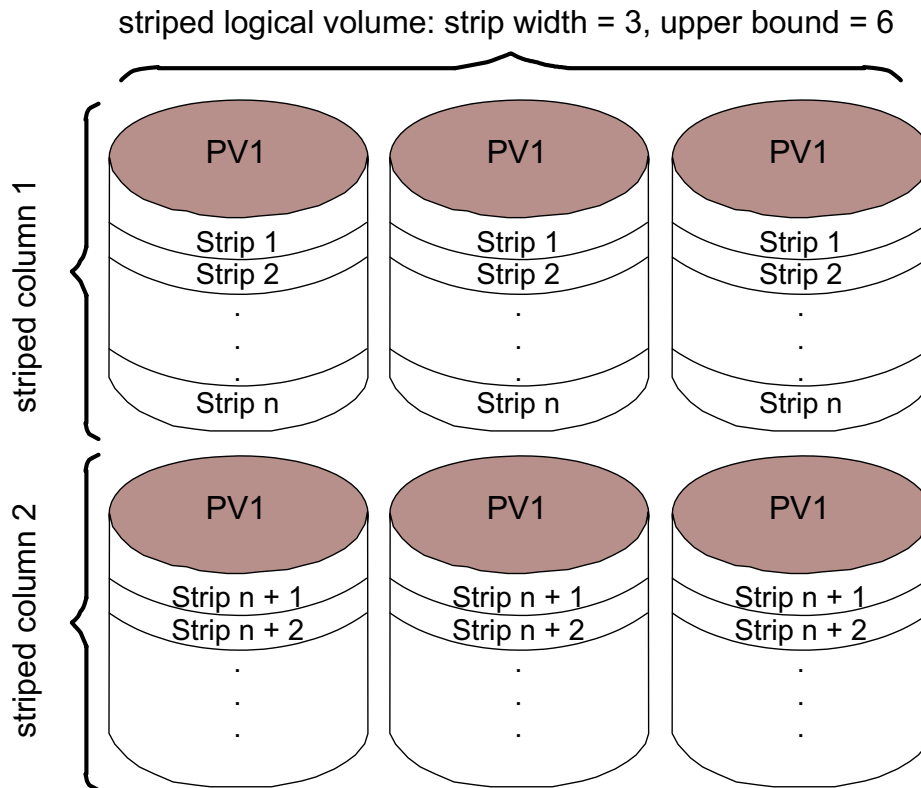 striped logical volume: strip width = 3, upper bound = 6
striped column 1
PV1 PV1 PV1
Strip 1 Strip 1 Strip 1
Strip 2 Strip 2 Strip 2
. . .
. . .
. . .
Strip n Strip n Strip n
striped column 2
PV1 PV1 PV1
Strip n + 1 Strip n + 1 Strip n + 1
Strip n + 2 Strip n + 2 Strip n + 2
. . .
. . .
. . .